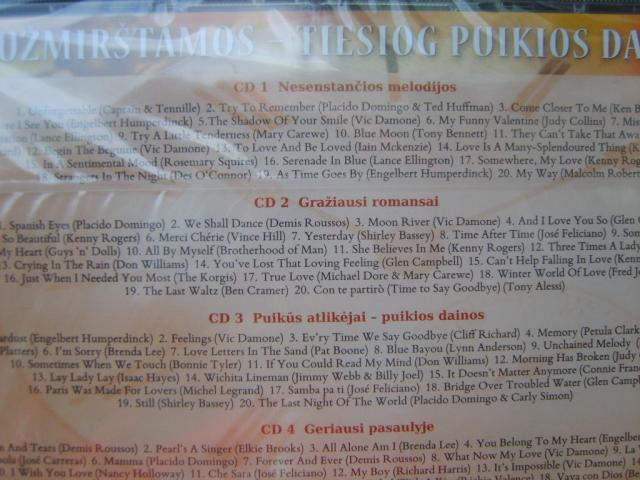 UŽMIRŠTAMOS – TIESIOG PUIKIOS DA
CD 1 Nesenstančios melodijos
1. Unforgettable (Captain & Tennille) 2. Try To Remember (Placido Domingo & Ted Huffman) 3. Come Closer To Me (Ken
I See You (Engelbert Humperdinck) 5.The Shadow Of Your Smile (Vic Damone) 6. My Funny Valentine (Judy Collins) 7.
(Lance Ellington) 9. Try A Little Tenderness (Mary Carewe) 10. Blue Moon (Tony Bennett) 11. They Can't Take That
12. Begin The Beguine (Vic Damone) 13. To Love And Be Loved (Iain Mckenzie) 14. Love Is A Many-Splendoured Thing
15. In A Sentimental Mood (Rosemary Squires) 16. Serenade In Blue (Lance Ellington) 17. Somewhere, My Love (Kenny
18. Strangers In The Night (Des O'Connor) 19. As Time Goes By (Engelbert Humperdinck) 20. My Way (Malcolm
CD 2 Gražiausi romansai
1. Spanish Eyes (Placido Domingo) 2. We Shall Dance (Demis Roussos) 3. Moon River (Vic Damone) 4. And I Love You So (Glen
So Beautiful (Kenny Rogers) 6. Merci Chérie (Vince Hill) 7. Yesterday (Shirley Bassey) 8. Time After Time (José Feliciano) 9.
My Heart (Guys 'n' Dolls) 10. All By Myself (Brotherhood of Man) 11. She Believes In Me (Kenny Rogers) 12. Three Times A
13. Crying In The Rain (Don Williams) 14. You've Lost That Loving Feeling (Glen Campbell) 15. Can't Help Falling In Love
16. Just When I Needed You Most (The Korgis) 17. True Love (Michael Dore & Mary Carewe) 18. Winter World Of Love (Fred
19. The Last Waltz (Ben Cramer) 20. Con te partirò (Time to Say Goodbye) (Tony Alessi)
CD 3 Puikūs atlikėjai – puikios dainos
(Engelbert Humperdinck) 2. Feelings (Vic Damone) 3. Ev'ry Time We Say Goodbye (Cliff Richard) 4. Memory (Petula
Platters) 6. I'm Sorry (Brenda Lee) 7. Love Letters In The Sand (Pat Boone) 8. Blue Bayou (Lynn Anderson) 9. Unchained Melody
10. Sometimes When We Touch (Bonnie Tyler) 11. If You Could Read My Mind (Don Williams) 12. Morning Has Broken (Judy
13. Lay Lady Lay (Isaac Hayes) 14. Wichita Lineman (Jimmy Webb & Billy Joel) 15. It Doesn't Matter Anymore (Connie
16. Paris Was Made For Lovers (Michel Legrand) 17. Samba pa ti (José Feliciano) 18. Bridge Over Troubled Water (Glen
19. Still (Shirley Bassey) 20. The Last Night Of The World (Placido Domingo & Carly Simon)
CD 4 Geriausi pasaulyje
And Tears (Demis Roussos) 2. Pearl's A Singer (Elkie Brooks) 3. All Alone Am I (Brenda Lee) 4. You Belong To My Heart
(José Carreras) 6. Mamma (Placido Domingo) 7. Forever And Ever (Demis Roussos) 8. What Now My Love (Vic Damone) 9. La
I Wish You Love (Nancy Holloway) 11. Che Sara (José Feliciano) 12. My Boy (Richard Harris) 13. It's Impossible (Vic Damone) 14.